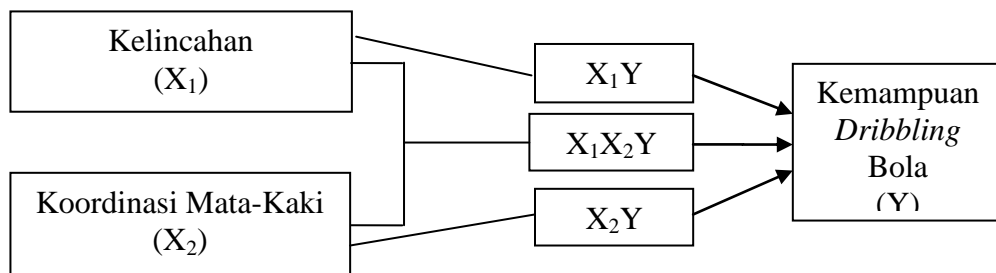 Kelincahan
(X₁)
Koordinasi Mata-Kaki
(X₂)
X₁Y
X₁X₂Y
X₂Y
Kemampuan
Dribbling
Bola
(Y)